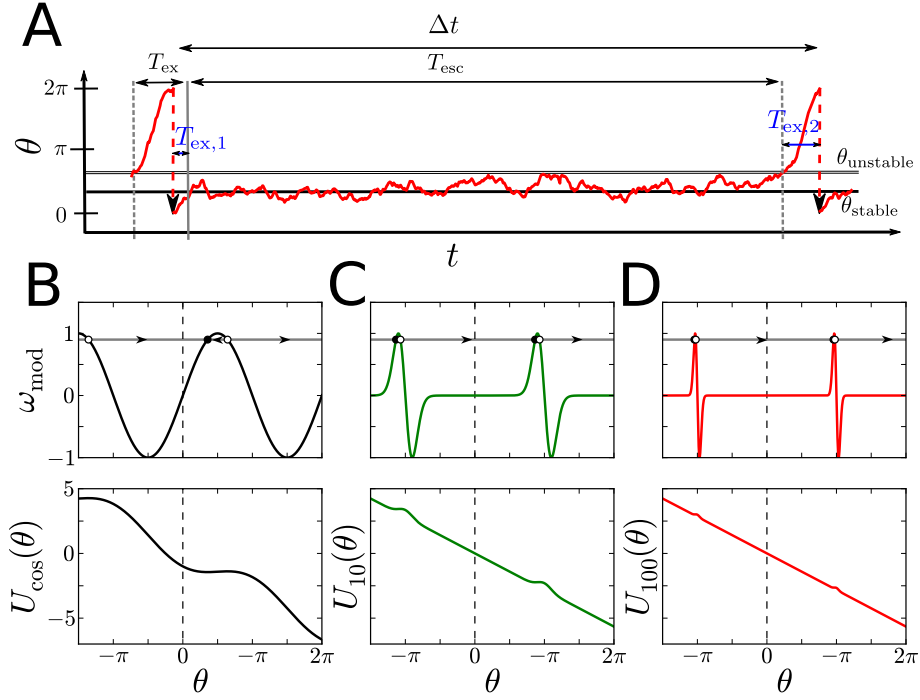 A
Δt
T_ex
T_esc
2π
T_ex,1
T_ex,2
π
θ
θ_unstable
0
θ_stable
t
B
C
D
1
ω_mod
0
−1
5
U_cos(θ)
U_10(θ)
U_100(θ)
0
−5
−π 0 −π 2π
−π 0 −π 2π
−π 0 −π 2π
θ
θ
θ